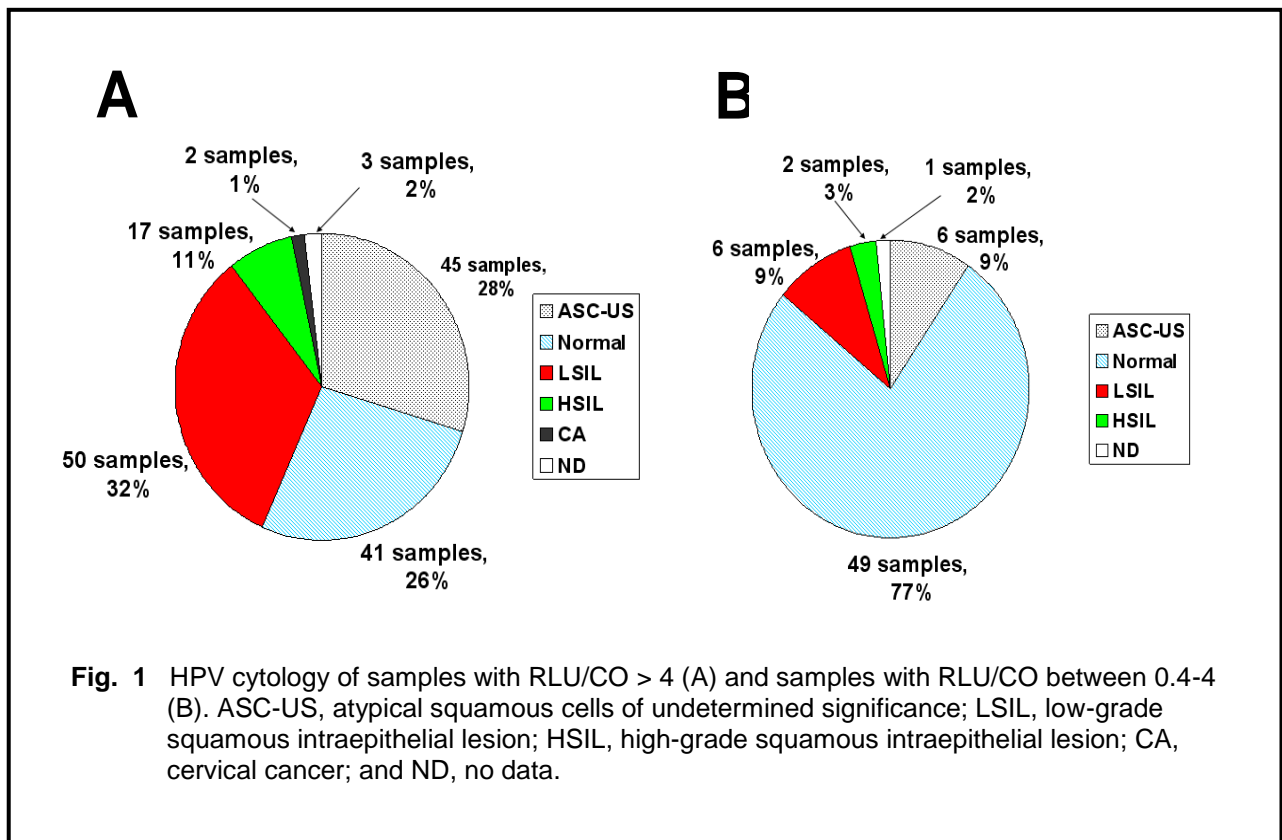 A
B
2 samples,
1%
3 samples,
2%
17 samples,
11%
45 samples,
28%
50 samples,
32%
41 samples,
26%
ASC-US
Normal
LSIL
HSIL
CA
ND
2 samples,
3%
1 samples,
2%
6 samples,
9%
6 samples,
9%
49 samples,
77%
ASC-US
Normal
LSIL
HSIL
ND
Fig. 1 HPV cytology of samples with RLU/CO > 4 (A) and samples with RLU/CO between 0.4-4
(B). ASC-US, atypical squamous cells of undetermined significance; LSIL, low-grade
squamous intraepithelial lesion; HSIL, high-grade squamous intraepithelial lesion; CA,
cervical cancer; and ND, no data.